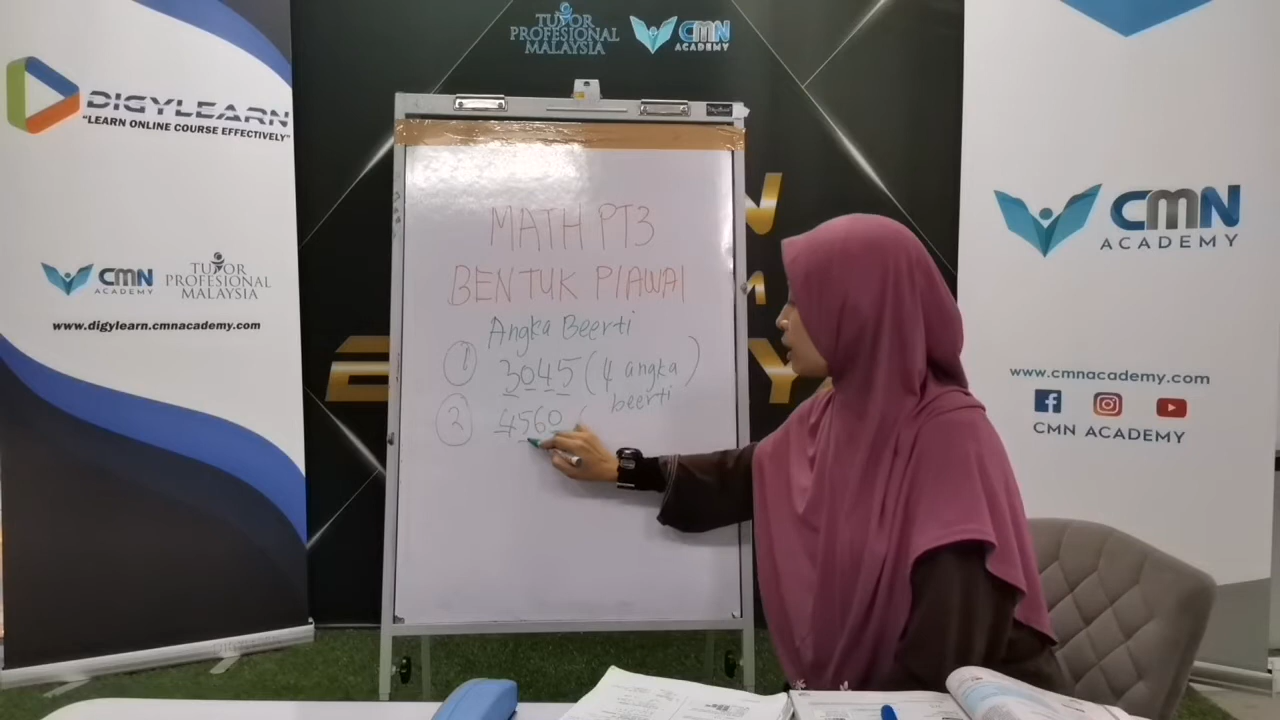 TUTOR
PROFESIONAL
MALAYSIA
CMN
ACADEMY
DIGYLEARN
"LEARN ONLINE COURSE EFFECTIVELY"
CMN
ACADEMY
TUTOR
PROFESIONAL
MALAYSIA
www.digylearn.cmnacademy.com
MATH PT3
BENTUK PIAWAI
Angka Beerti
1 3045 (4 angka)
beerti
2 4560 (
CMN
ACADEMY
www.cmnacademy.com
CMN ACADEMY